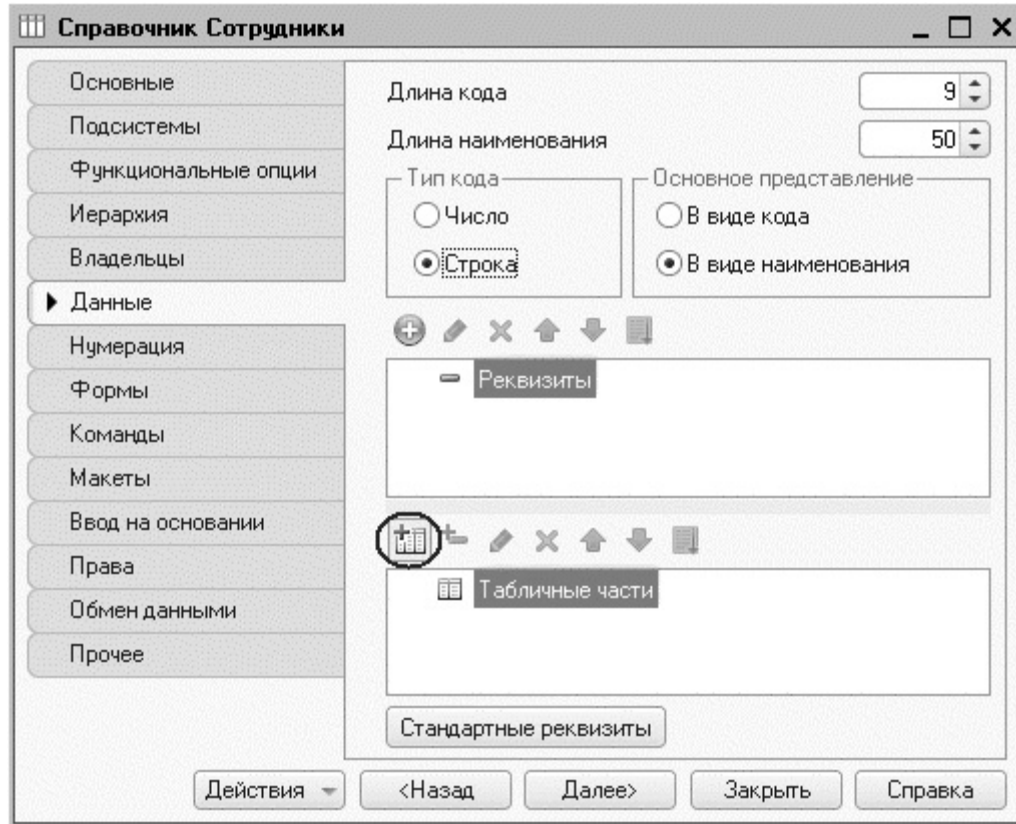 Справочник Сотрудники
Основные
Подсистемы
Функциональные опции
Иерархия
Владельцы
Данные
Нумерация
Формы
Команды
Макеты
Ввод на основании
Права
Обмен данными
Прочее
Длина кода 9
Длина наименования 50
Тип кода Основное представление
Число В виде кода
Строка В виде наименования
Реквизиты
Табличные части
Стандартные реквизиты
Действия <Назад Далее> Закрыть Справка